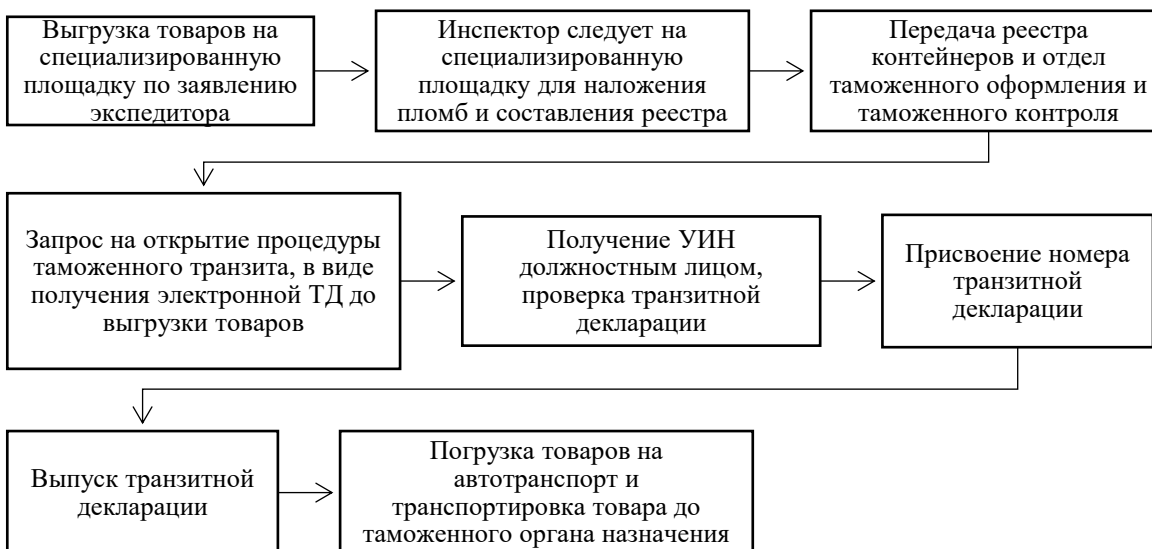 Выгрузка товаров на
специализированную
площадку по заявлению
экспедитора
Инспектор следует на
специализированную
площадку для наложения
пломб и составления реестра
Передача реестра
контейнеров и отдел
таможенного оформления и
таможенного контроля
Запрос на открытие процедуры
таможенного транзита, в виде
получения электронной ТД до
выгрузки товаров
Получение УИН
должностным лицом,
проверка транзитной
декларации
Присвоение номера
транзитной
декларации
Выпуск транзитной
декларации
Погрузка товаров на
автотранспорт и
транспортировка товара до
таможенного органа назначения